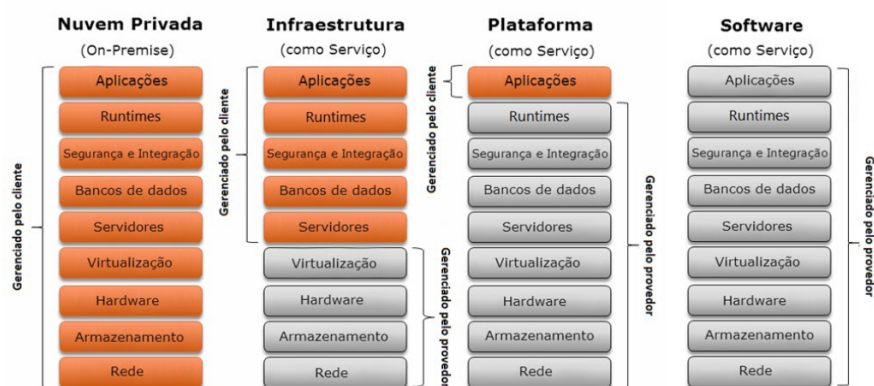 Nuvem Privada
(On-Premise)
Gerenciado pelo cliente
Aplicações
Runtimes
Segurança e Integração
Bancos de dados
Servidores
Virtualização
Hardware
Armazenamento
Rede
Infraestrutura
(como Serviço)
Gerenciado pelo cliente
Aplicações
Runtimes
Segurança e Integração
Bancos de dados
Servidores
Virtualização
Hardware
Armazenamento
Rede
Gerenciado pelo provedor
Plataforma
(como Serviço)
Gerenciado pelo cliente
Aplicações
Runtimes
Segurança e Integração
Bancos de dados
Servidores
Virtualização
Hardware
Armazenamento
Rede
Gerenciado pelo provedor
Software
(como Serviço)
Aplicações
Runtimes
Segurança e Integração
Bancos de dados
Servidores
Virtualização
Hardware
Armazenamento
Rede
Gerenciado pelo provedor